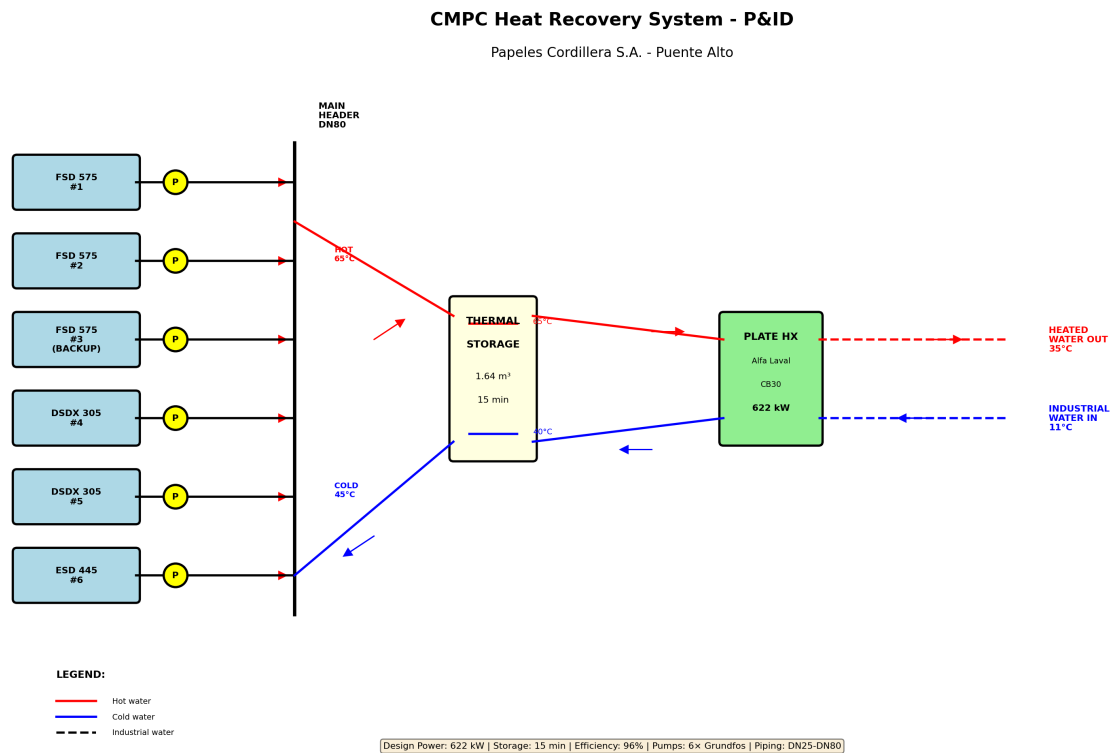 CMPC Heat Recovery System - P&ID
Papeles Cordillera S.A. - Puente Alto
MAIN
HEADER
DN80
FSD 575
#1
P
FSD 575
#2
P
FSD 575
#3
(BACKUP)
P
DSDX 305
#4
P
DSDX 305
#5
P
ESD 445
#6
P
HOT
65°C
COLD
45°C
THERMAL
STORAGE
1.64 m³
15 min
65°C
40°C
PLATE HX
Alfa Laval
CB30
622 kW
HEATED
WATER OUT
35°C
INDUSTRIAL
WATER IN
11°C
LEGEND:
Hot water
Cold water
Industrial water
Design Power: 622 kW | Storage: 15 min | Efficiency: 96% | Pumps: 6× Grundfos | Piping: DN25-DN80